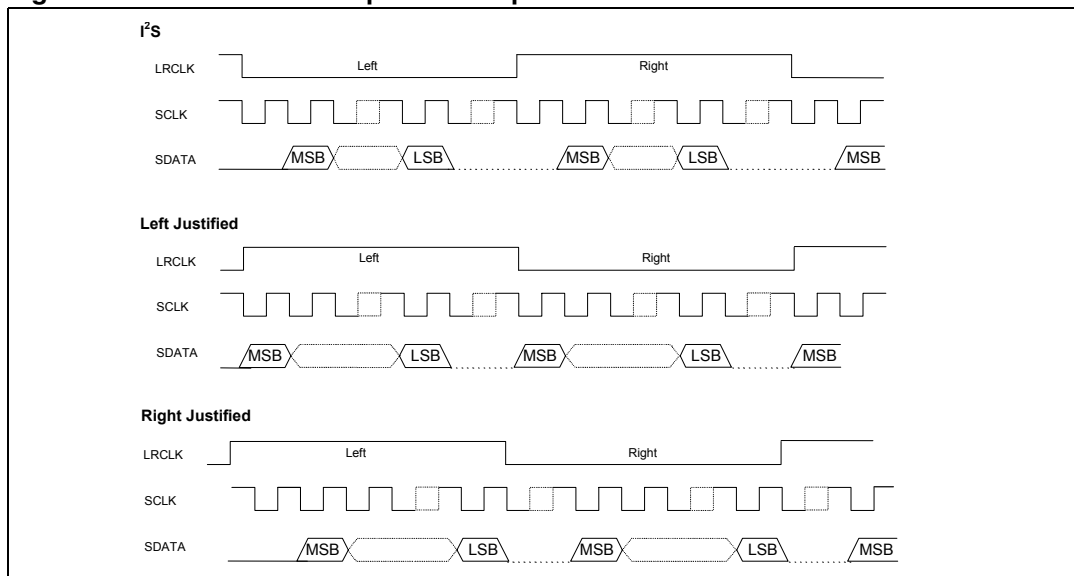 I²S
LRCLK Left Right
SCLK
SDATA MSB LSB MSB LSB MSB
Left Justified
LRCLK Left Right
SCLK
SDATA MSB LSB MSB LSB MSB
Right Justified
LRCLK Left Right
SCLK
SDATA MSB LSB MSB LSB MSB